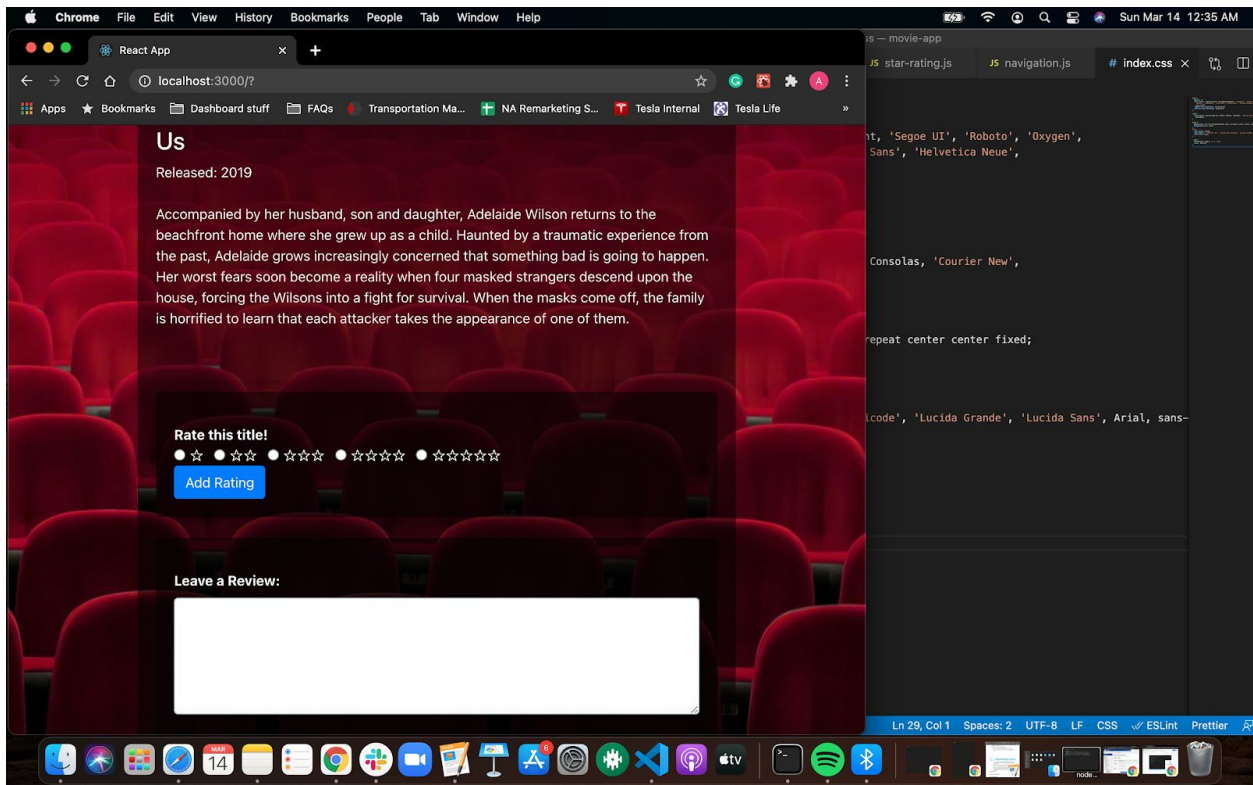 Chrome File Edit View History Bookmarks People Tab Window Help Sun Mar 14 12:35 AM
React App
ss — movie-app
JS star-rating.js JS navigation.js # index.css
localhost:3000/?
Apps Bookmarks Dashboard stuff FAQs Transportation Ma... NA Remarketing S... Tesla Internal Tesla Life »
Us
Released: 2019
Accompanied by her husband, son and daughter, Adelaide Wilson returns to the
beachfront home where she grew up as a child. Haunted by a traumatic experience from
the past, Adelaide grows increasingly concerned that something bad is going to happen.
Her worst fears soon become a reality when four masked strangers descend upon the
house, forcing the Wilsons into a fight for survival. When the masks come off, the family
is horrified to learn that each attacker takes the appearance of one of them.
Rate this title!
☆ ☆☆ ☆☆☆ ☆☆☆☆ ☆☆☆☆☆
Add Rating
Leave a Review:
nt, 'Segoe UI', 'Roboto', 'Oxygen',
Sans', 'Helvetica Neue',
Consolas, 'Courier New',
repeat center center fixed;
icode', 'Lucida Grande', 'Lucida Sans', Arial, sans-
Ln 29, Col 1 Spaces: 2 UTF-8 LF CSS ESLint Prettier
MAR
14
6
tv
node...